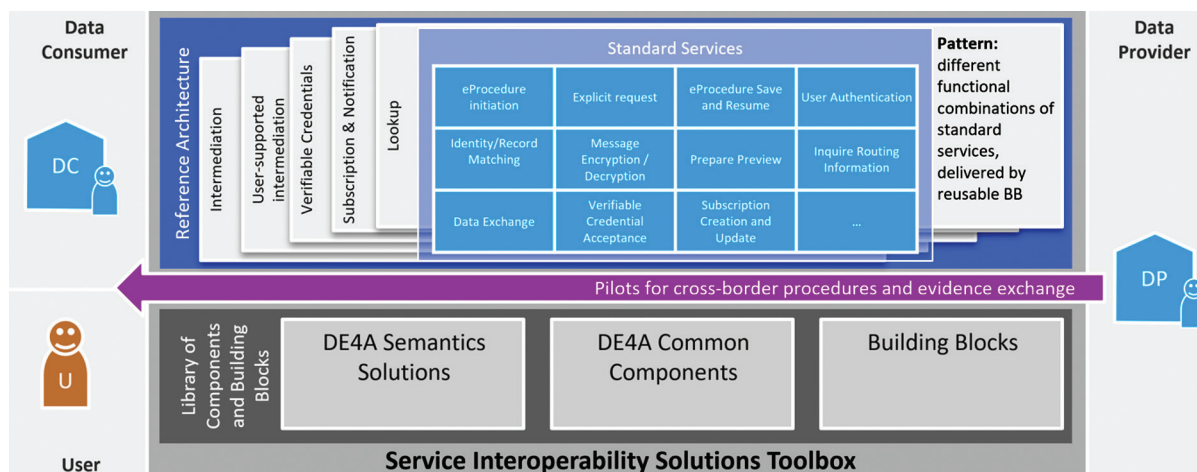 Data
Consumer
DC
U
User
Reference Architecture
Intermediation
User-supported
intermediation
Verifiable Credentials
Subscription & Notification
Lookup
Standard Services
eProcedure
initiation
Explicit request
eProcedure Save
and Resume
User Authentication
Identity/Record
Matching
Message
Encryption /
Decryption
Prepare Preview
Inquire Routing
Information
Data Exchange
Verifiable
Credential
Acceptance
Subscription
Creation and
Update
...
Pattern:
different
functional
combinations of
standard
services,
delivered by
reusable BB
Data
Provider
DP
Pilots for cross-border procedures and evidence exchange
Library of
Components
and Building
Blocks
DE4A Semantics
Solutions
DE4A Common
Components
Building Blocks
Service Interoperability Solutions Toolbox